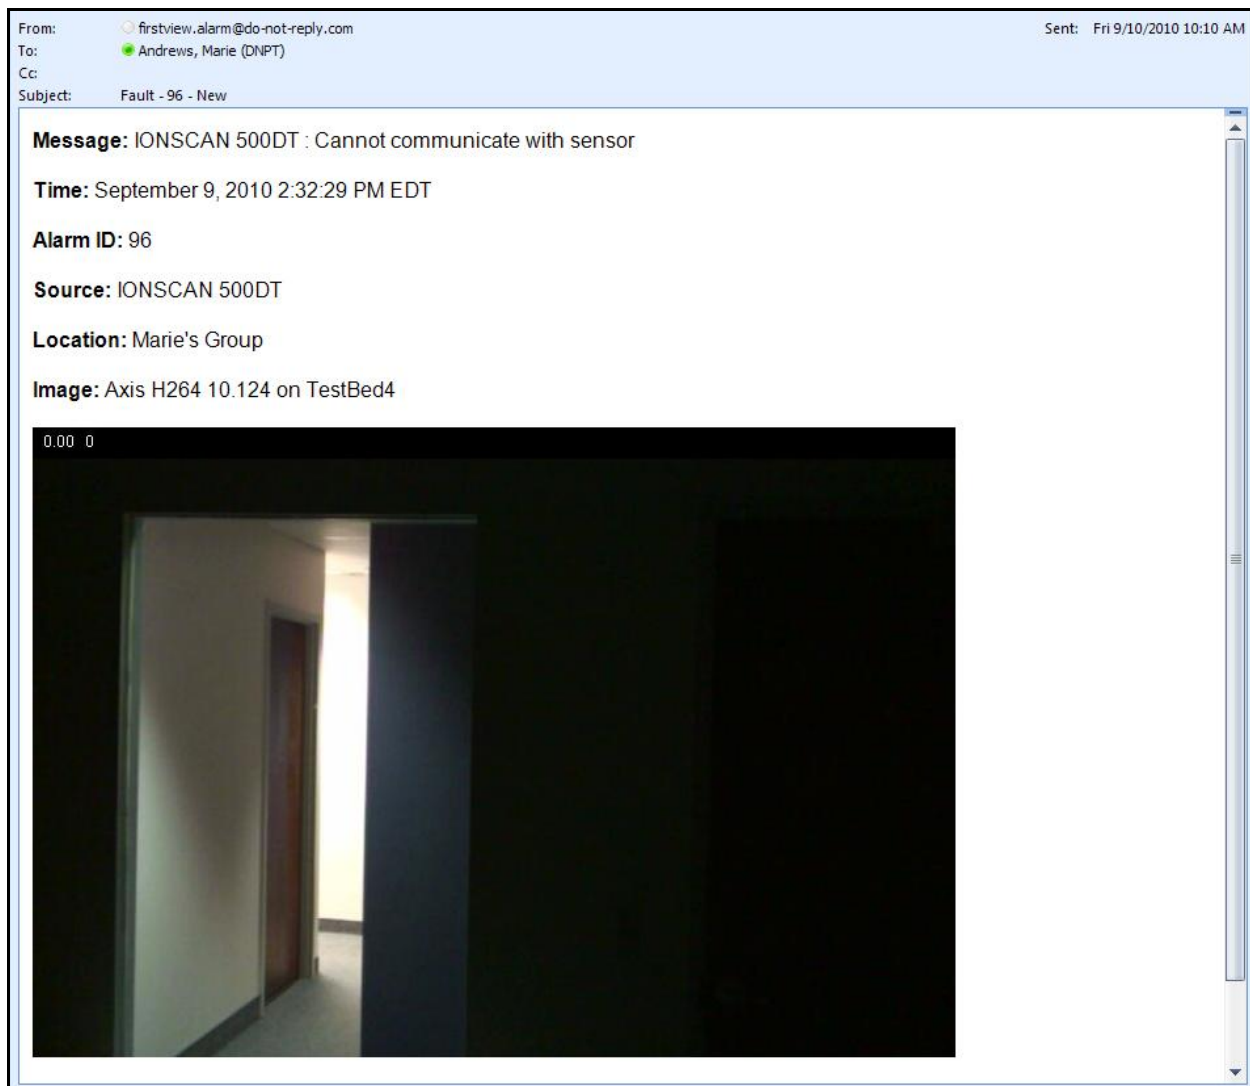 From: firstview.alarm@do-not-reply.com Sent: Fri 9/10/2010 10:10 AM
To: Andrews, Marie (DNPT)
Cc:
Subject: Fault - 96 - New
Message: IONSCAN 500DT : Cannot communicate with sensor
Time: September 9, 2010 2:32:29 PM EDT
Alarm ID: 96
Source: IONSCAN 500DT
Location: Marie's Group
Image: Axis H264 10.124 on TestBed4
0.00 0